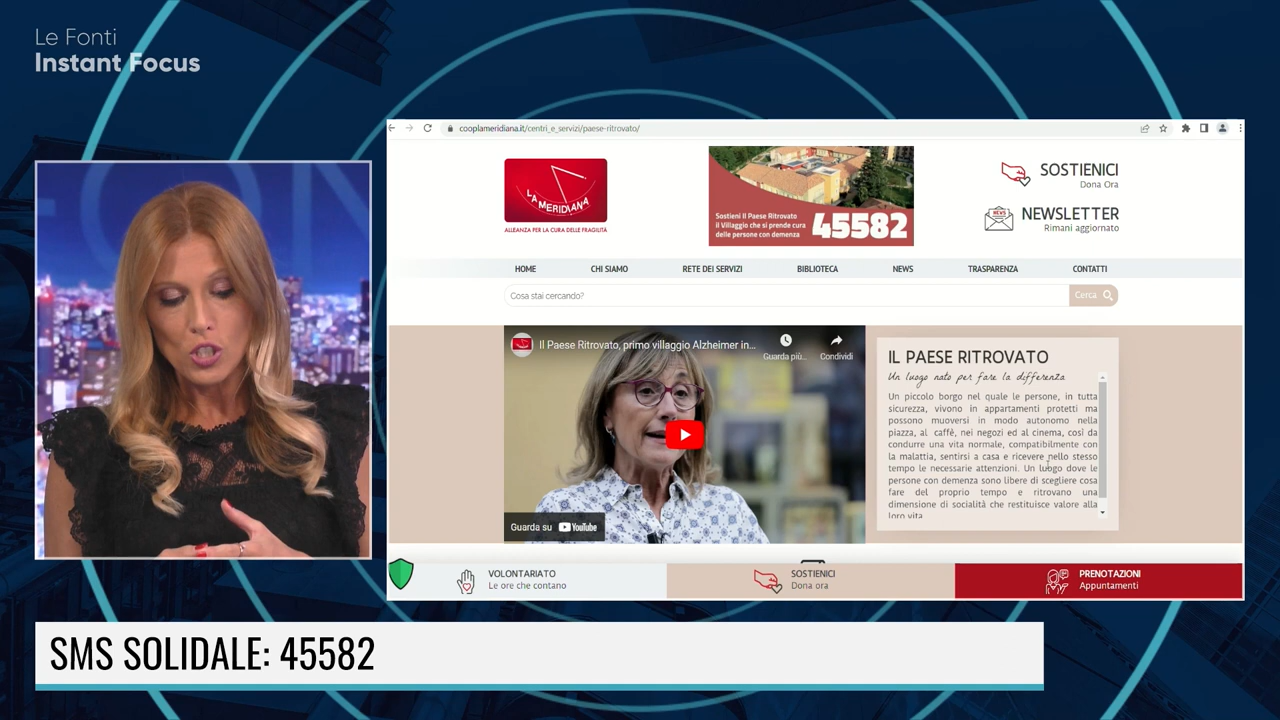 Le Fonti
Instant Focus
cooplameridiana.it/centri_e_servizi/paese-ritrovato/
LA MERIDIANA
ALLEANZA PER LA CURA DELLE FRAGILITÀ
Sostieni Il Paese Ritrovato
il Villaggio che si prende cura
delle persone con demenza
45582
SOSTIENICI
Dona Ora
NEWS
NEWSLETTER
Rimani aggiornato
HOME CHI SIAMO RETE DEI SERVIZI BIBLIOTECA NEWS TRASPARENZA CONTATTI
Cosa stai cercando?
Cerca
Il Paese Ritrovato, primo villaggio Alzheimer in...
Guarda più...
Condividi
Guarda su YouTube
IL PAESE RITROVATO
Un luogo nato per fare la differenza
Un piccolo borgo nel quale le persone, in tutta
sicurezza, vivono in appartamenti protetti ma
possono muoversi in modo autonomo nella
piazza, al caffè, nei negozi ed al cinema, così da
condurre una vita normale, compatibilmente con
la malattia, sentirsi a casa e ricevere nello stesso
tempo le necessarie attenzioni. Un luogo dove le
persone con demenza sono libere di scegliere cosa
fare del proprio tempo e ritrovano una
dimensione di socialità che restituisce valore alla
loro vita
VOLONTARIATO
Le ore che contano
SOSTIENICI
Dona ora
PRENOTAZIONI
Appuntamenti
SMS SOLIDALE: 45582